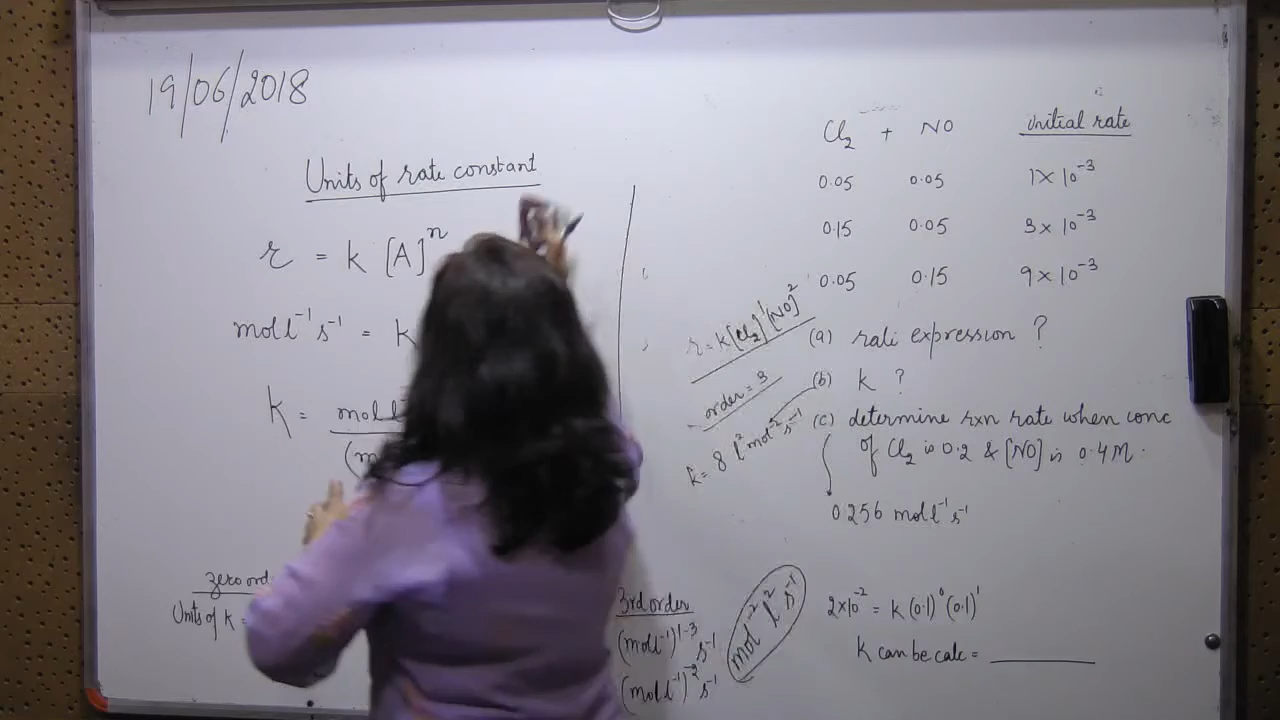 19/06/2018
Units of rate constant
r = k [A]ⁿ
mol l⁻¹ s⁻¹ = k
k = mol l
(m
zero ord
Units of k =
3rd order
(mol l⁻¹)¹⁻³ s⁻¹
(mol l⁻¹)⁻² s⁻¹
mol⁻² l² s⁻¹
Cl₂ + NO initial rate
0.05 0.05 1 × 10⁻³
0.15 0.05 3 × 10⁻³
0.05 0.15 9 × 10⁻³
r = k [Cl₂]¹ [NO]²
order = 3
k = 8 l² mol⁻² s⁻¹
(a) rate expression ?
(b) k ?
(c) determine rxn rate when conc
of Cl₂ is 0.2 & [NO] is 0.4 M.
0.256 mol l⁻¹ s⁻¹
2×10⁻² = k (0.1)⁰ (0.1)¹
k can be calc = ______